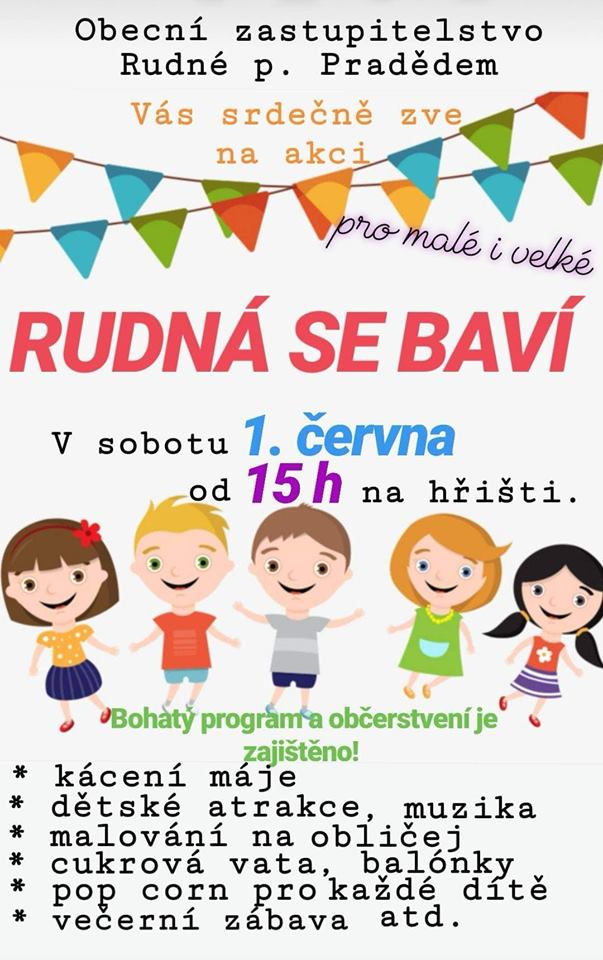 Obecní zastupitelstvo
Rudné p. Pradědem
Vás srdečně zve
na akci
pro malé i velké
RUDNÁ SE BAVÍ
V sobotu 1. června
od 15 h na hřišti.
Bohatý program a občerstvení je
zajištěno!
* kácení máje
* dětské atrakce, muzika
* malování na obličej
* cukrová vata, balónky
* pop corn pro každé dítě
* večerní zábava atd.